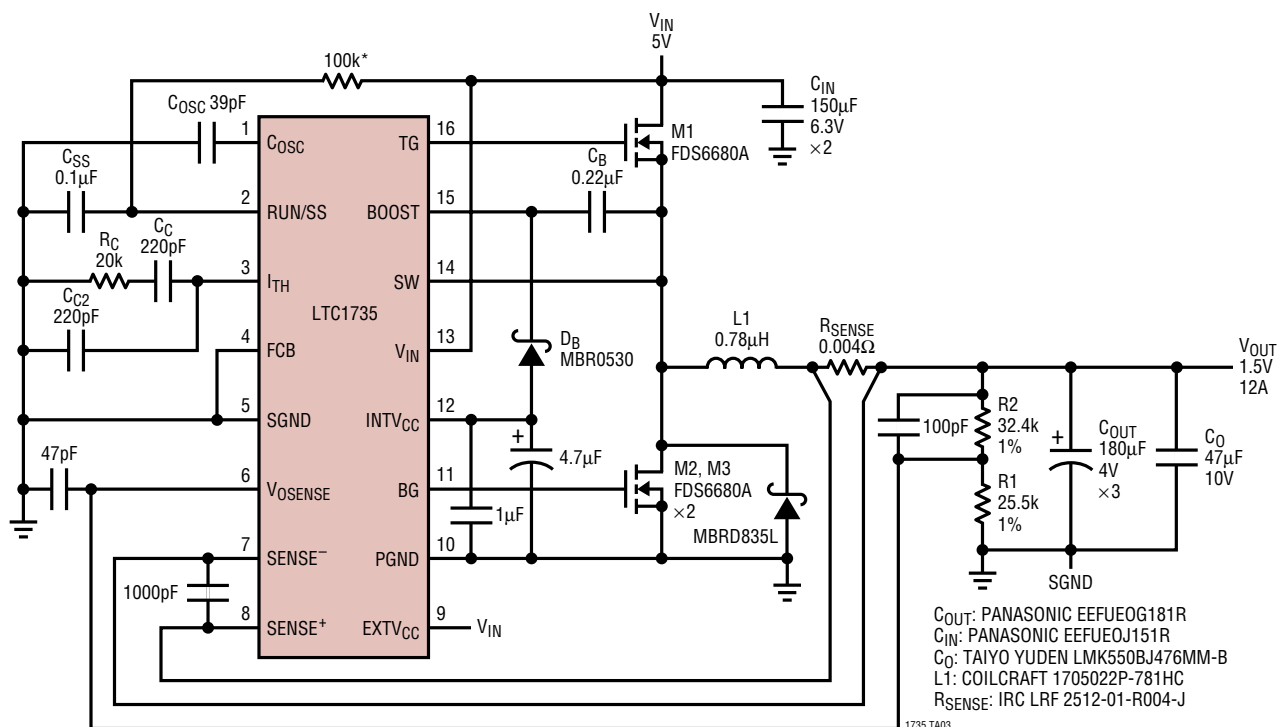 VIN
5V
100k*
COSC 39pF
CIN
150µF
6.3V
×2
1
COSC
TG
16
M1
FDS6680A
CSS
0.1µF
CB
0.22µF
2
RUN/SS
BOOST
15
RC
20k
CC
220pF
3
ITH
SW
14
LTC1735
CC2
220pF
4
FCB
VIN
13
DB
MBR0530
L1
0.78µH
RSENSE
0.004Ω
VOUT
1.5V
12A
5
SGND
INTVCC
12
+
4.7µF
47pF
6
VOSENSE
BG
11
1µF
M2, M3
FDS6680A
×2
MBRD835L
100pF
R2
32.4k
1%
R1
25.5k
1%
+
COUT
180µF
4V
×3
CO
47µF
10V
7
SENSE–
PGND
10
1000pF
SGND
8
SENSE+
EXTVCC
9
VIN
COUT: PANASONIC EEFUEOG181R
CIN: PANASONIC EEFUEOJ151R
CO: TAIYO YUDEN LMK550BJ476MM-B
L1: COILCRAFT 1705022P-781HC
RSENSE: IRC LRF 2512-01-R004-J
1735 TA03